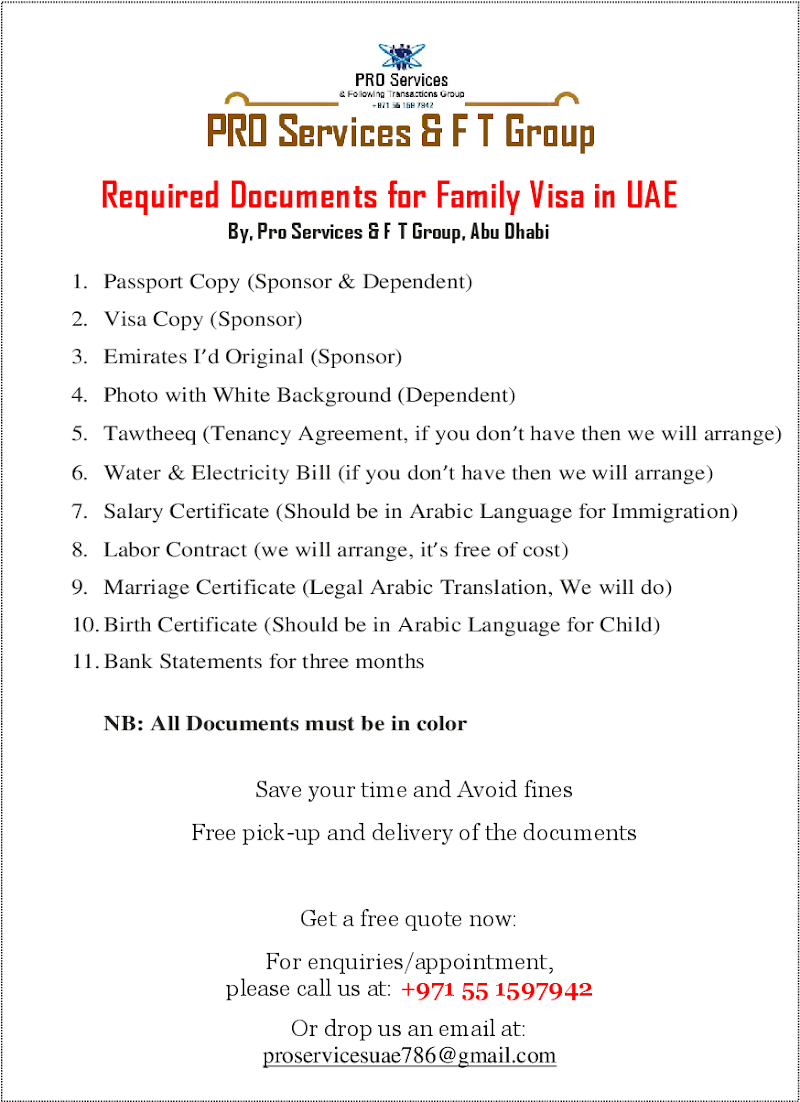 PRO Services
& Following Transactions Group
+971 55 159 7942
PRO Services & F T Group
Required Documents for Family Visa in UAE
By, Pro Services & F T Group, Abu Dhabi
1. Passport Copy (Sponsor & Dependent)
2. Visa Copy (Sponsor)
3. Emirates I’d Original (Sponsor)
4. Photo with White Background (Dependent)
5. Tawtheeq (Tenancy Agreement, if you don’t have then we will arrange)
6. Water & Electricity Bill (if you don’t have then we will arrange)
7. Salary Certificate (Should be in Arabic Language for Immigration)
8. Labor Contract (we will arrange, it’s free of cost)
9. Marriage Certificate (Legal Arabic Translation, We will do)
10. Birth Certificate (Should be in Arabic Language for Child)
11. Bank Statements for three months
NB: All Documents must be in color
Save your time and Avoid fines
Free pick-up and delivery of the documents
Get a free quote now:
For enquiries/appointment,
please call us at: +971 55 1597942
Or drop us an email at:
proservicesuae786@gmail.com